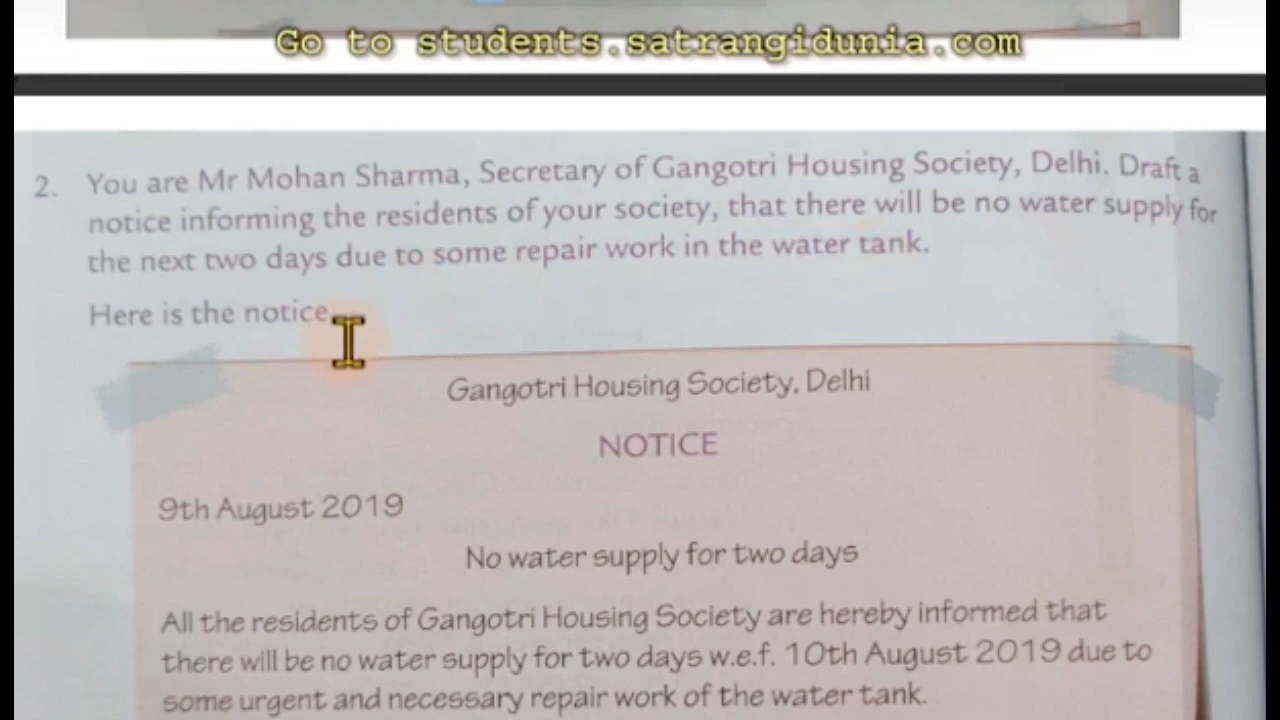 Go to students.satrangidunia.com
2. You are Mr Mohan Sharma, Secretary of Gangotri Housing Society, Delhi. Draft a
notice informing the residents of your society, that there will be no water supply for
the next two days due to some repair work in the water tank.
Here is the notice.
Gangotri Housing Society, Delhi
NOTICE
9th August 2019
No water supply for two days
All the residents of Gangotri Housing Society are hereby informed that
there will be no water supply for two days w.e.f. 10th August 2019 due to
some urgent and necessary repair work of the water tank.